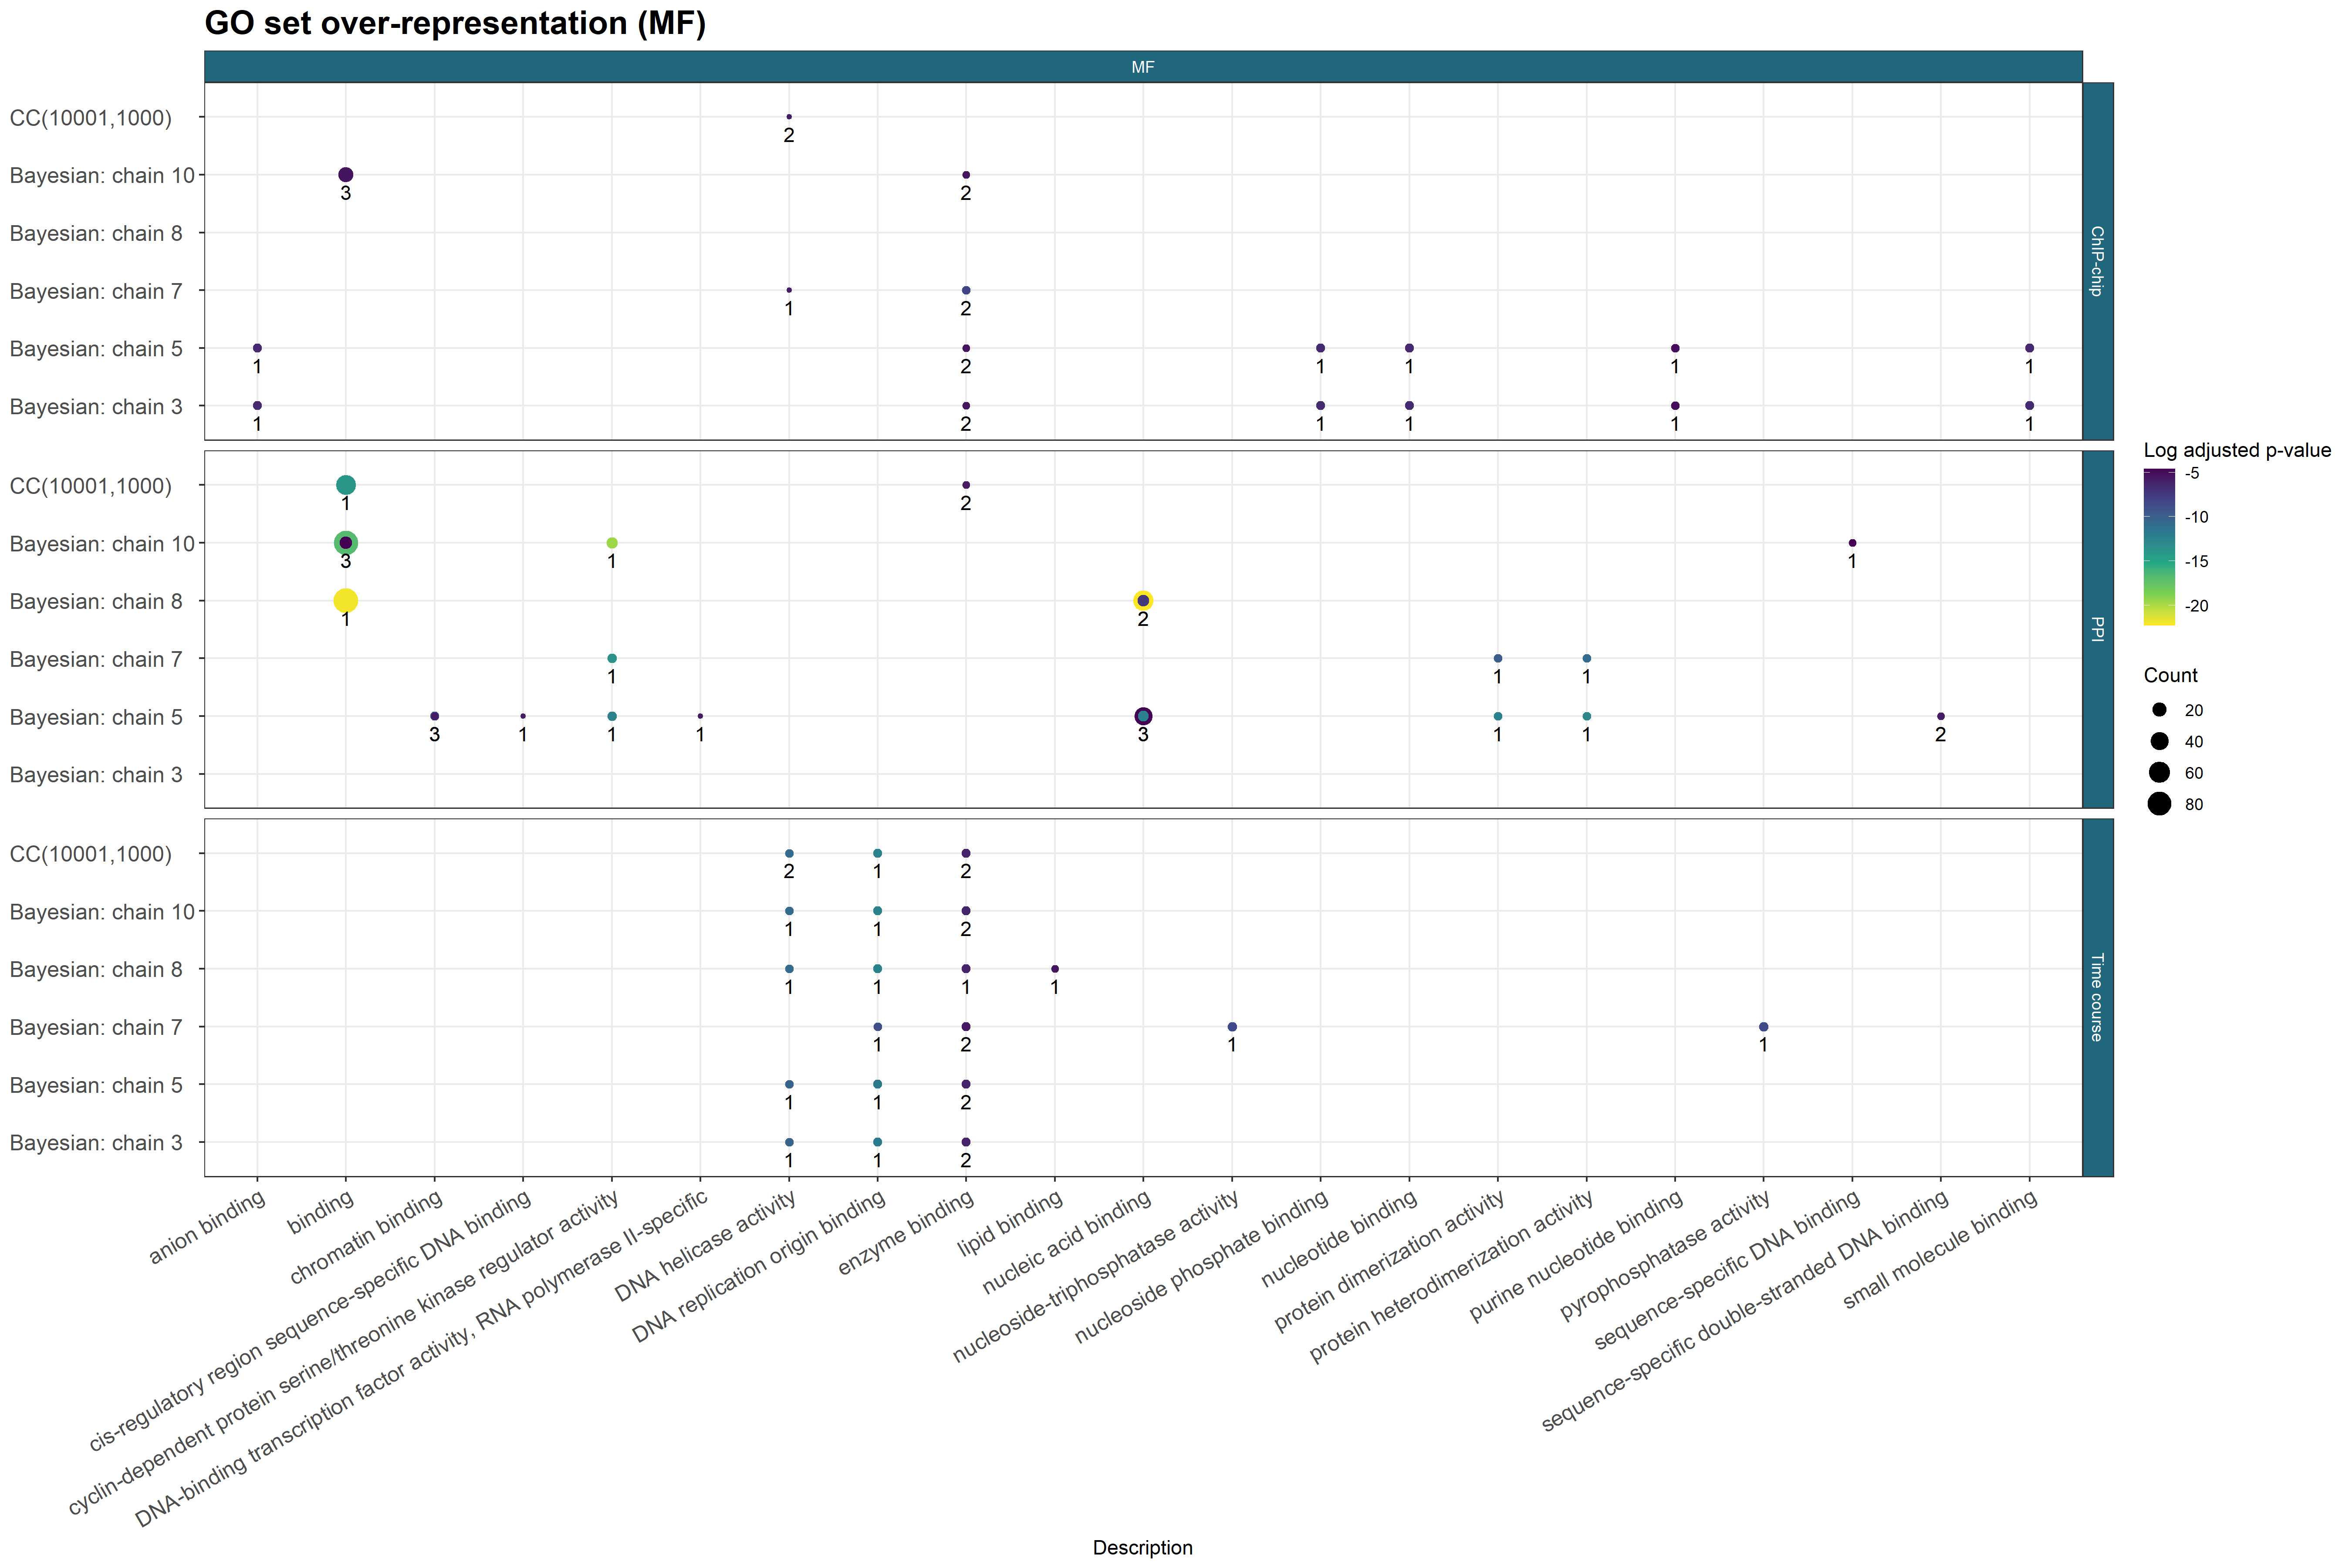 GO set over-representation (MF)
MF
CC(10001,1000)
2
Bayesian: chain 10
3
2
Bayesian: chain 8
Bayesian: chain 7
1
2
Bayesian: chain 5
1
2
1
1
1
1
Bayesian: chain 3
1
2
1
1
1
1
ChIP-chip
CC(10001,1000)
1
2
Bayesian: chain 10
3
1
1
Bayesian: chain 8
1
2
Bayesian: chain 7
1
1
1
Bayesian: chain 5
3
1
1
1
3
1
1
2
Bayesian: chain 3
PPI
CC(10001,1000)
2
1
2
Bayesian: chain 10
1
1
2
Bayesian: chain 8
1
1
1
1
Bayesian: chain 7
1
2
1
1
Bayesian: chain 5
1
1
2
Bayesian: chain 3
1
1
2
Time course
anion binding
binding
chromatin binding
cis-regulatory region sequence-specific DNA binding
cyclin-dependent protein serine/threonine kinase regulator activity
DNA-binding transcription factor activity, RNA polymerase II-specific
DNA helicase activity
DNA replication origin binding
enzyme binding
lipid binding
nucleic acid binding
nucleoside-triphosphatase activity
nucleoside phosphate binding
nucleotide binding
protein dimerization activity
protein heterodimerization activity
purine nucleotide binding
pyrophosphatase activity
sequence-specific DNA binding
sequence-specific double-stranded DNA binding
small molecule binding
Description
Log adjusted p-value
-5
-10
-15
-20
Count
20
40
60
80